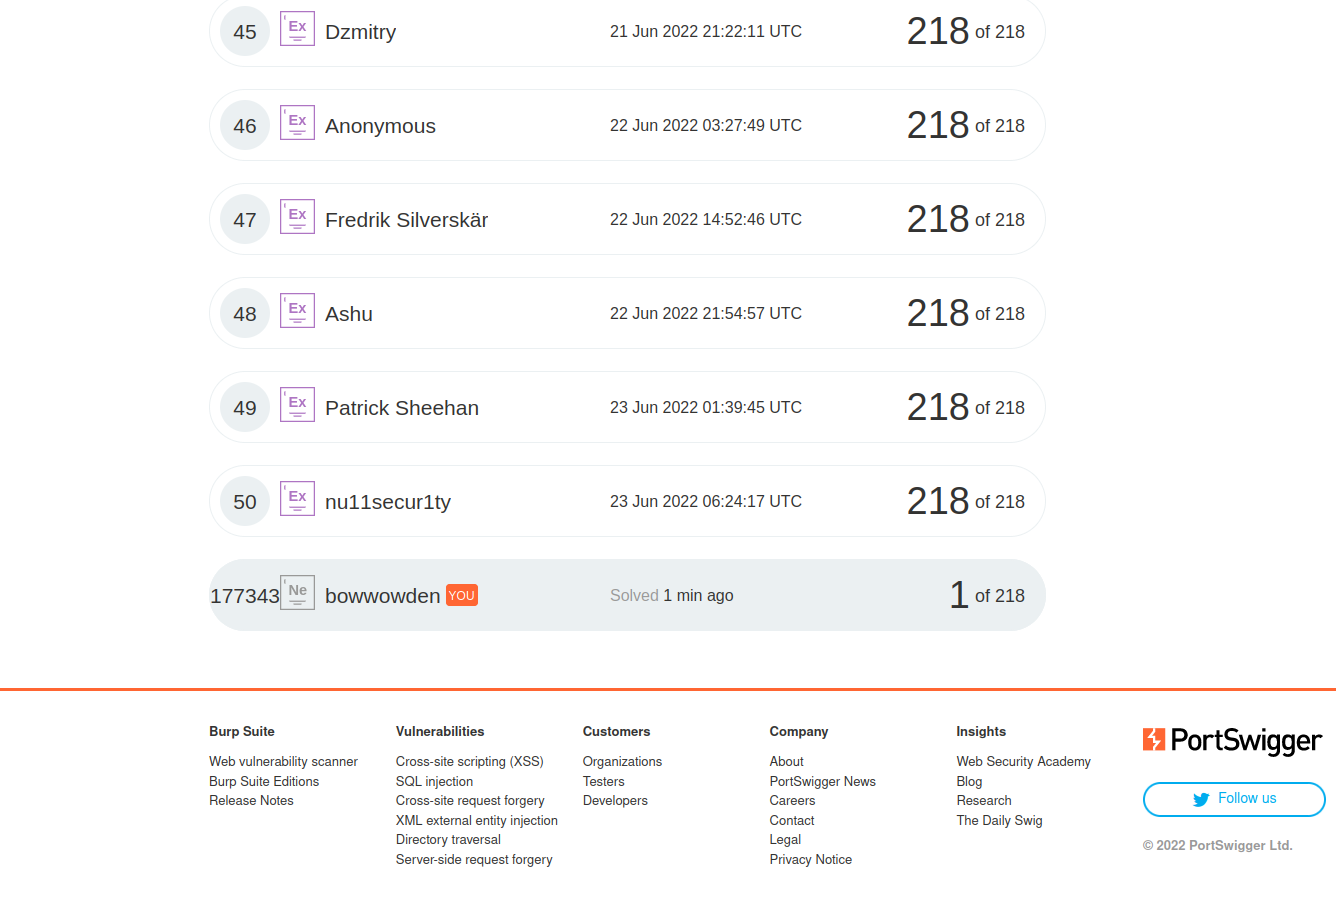 45 Ex Dzmitry 21 Jun 2022 21:22:11 UTC 218 of 218
46 Ex Anonymous 22 Jun 2022 03:27:49 UTC 218 of 218
47 Ex Fredrik Silverskär 22 Jun 2022 14:52:46 UTC 218 of 218
48 Ex Ashu 22 Jun 2022 21:54:57 UTC 218 of 218
49 Ex Patrick Sheehan 23 Jun 2022 01:39:45 UTC 218 of 218
50 Ex nu11secur1ty 23 Jun 2022 06:24:17 UTC 218 of 218
177343 Ne bowwowden YOU Solved 1 min ago 1 of 218
Burp Suite
Web vulnerability scanner
Burp Suite Editions
Release Notes
Vulnerabilities
Cross-site scripting (XSS)
SQL injection
Cross-site request forgery
XML external entity injection
Directory traversal
Server-side request forgery
Customers
Organizations
Testers
Developers
Company
About
PortSwigger News
Careers
Contact
Legal
Privacy Notice
Insights
Web Security Academy
Blog
Research
The Daily Swig
PortSwigger
Follow us
© 2022 PortSwigger Ltd.